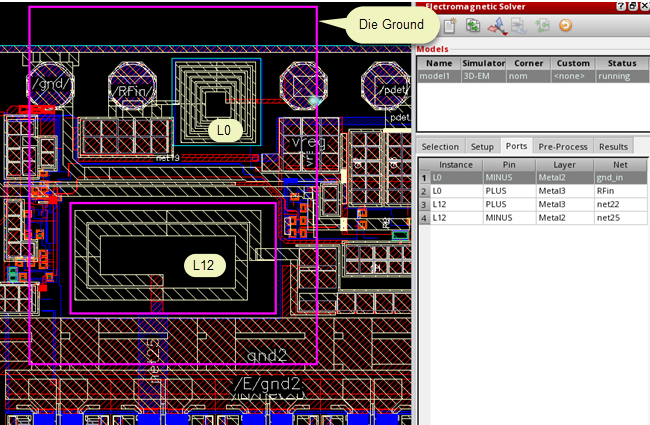 Electromagnetic Solver
Die Ground
Models
Name Simulator Corner Custom Status
model1 3D-EM nom <none> running
/gnd/
/RFin/
/pdet/
pdet
L0
vreg
net19
Selection Setup Ports Pre-Process Results
Instance Pin Layer Net
1 L0 MINUS Metal2 gnd_in
2 L0 PLUS Metal3 RFin
3 L12 PLUS Metal3 net22
4 L12 MINUS Metal2 net25
L12
net25
gnd2
/E/gnd2